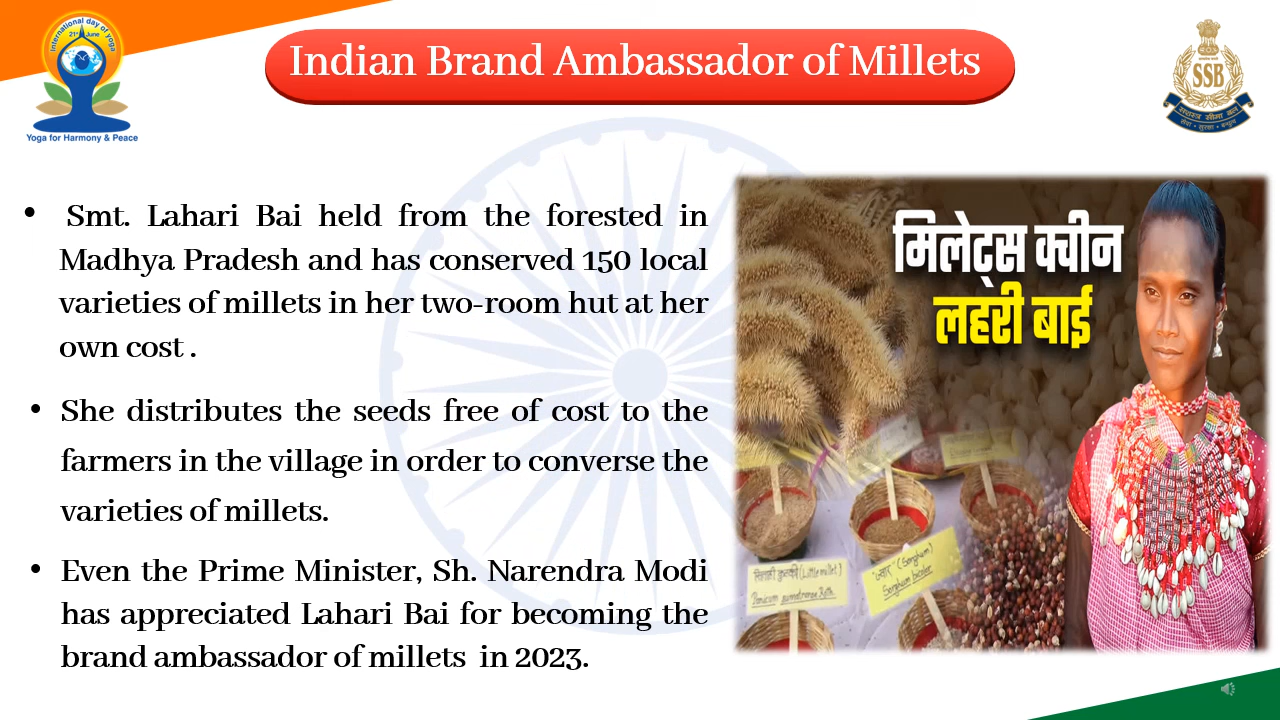 international day of yoga
21st June
Yoga for Harmony & Peace
Indian Brand Ambassador of Millets
SSB
सशस्त्र सीमा बल
सेवा • सुरक्षा • बन्धुत्व
• Smt. Lahari Bai held from the forested in
Madhya Pradesh and has conserved 150 local
varieties of millets in her two-room hut at her
own cost .
• She distributes the seeds free of cost to the
farmers in the village in order to converse the
varieties of millets.
• Even the Prime Minister, Sh. Narendra Modi
has appreciated Lahari Bai for becoming the
brand ambassador of millets in 2023.
मिलेट्स क्वीन
लहरी बाई
(Little millet)
"ज्वार" (Sorghum)
Sorghum bicolor